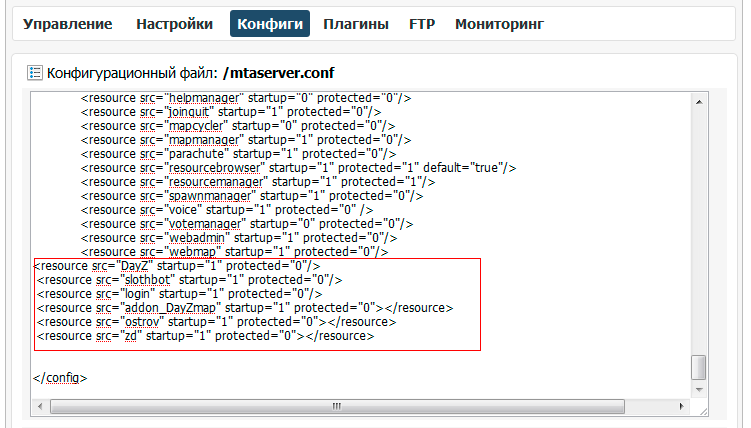 Управление Настройки Конфиги Плагины FTP Мониторинг
Конфигурационный файл: /mtaserver.conf
<resource src="helpmanager" startup="0" protected="0"/>
<resource src="joinquit" startup="1" protected="0"/>
<resource src="mapcycler" startup="0" protected="0"/>
<resource src="mapmanager" startup="1" protected="0"/>
<resource src="parachute" startup="1" protected="0"/>
<resource src="resourcebrowser" startup="1" protected="1" default="true"/>
<resource src="resourcemanager" startup="1" protected="1"/>
<resource src="spawnmanager" startup="1" protected="0"/>
<resource src="voice" startup="1" protected="0" />
<resource src="votemanager" startup="0" protected="0"/>
<resource src="webadmin" startup="1" protected="0"/>
<resource src="webmap" startup="1" protected="0"/>
<resource src="DayZ" startup="1" protected="0"/>
<resource src="slothbot" startup="1" protected="0"/>
<resource src="login" startup="1" protected="0"/>
<resource src="addon_DayZmap" startup="1" protected="0"></resource>
<resource src="ostrov" startup="1" protected="0"></resource>
<resource src="zd" startup="1" protected="0"></resource>
</config>